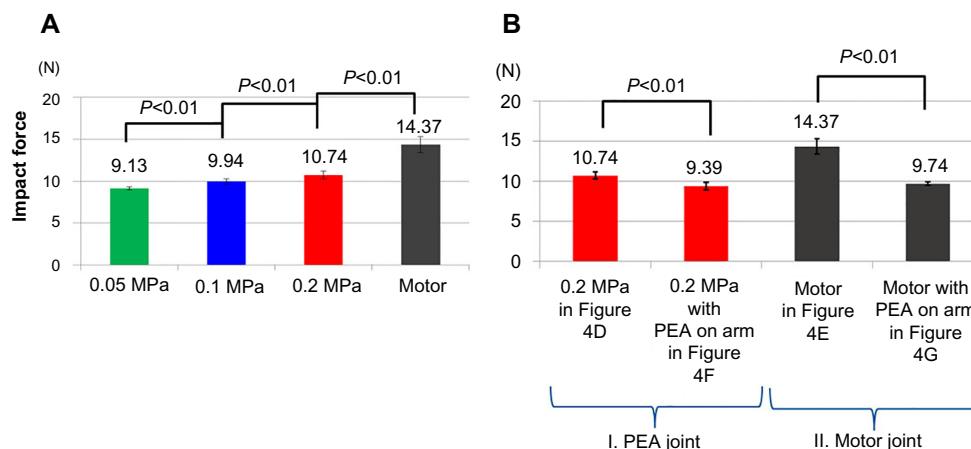 A
(N)
Impact force
20
15
10
5
0
P<0.01
P<0.01
P<0.01
9.13
9.94
10.74
14.37
0.05 MPa
0.1 MPa
0.2 MPa
Motor
B
(N)
20
15
10
5
0
P<0.01
P<0.01
10.74
9.39
14.37
9.74
0.2 MPa
in Figure
4D
0.2 MPa
with
PEA on arm
in Figure
4F
Motor
in Figure
4E
Motor with
PEA on arm
in Figure
4G
I. PEA joint
II. Motor joint